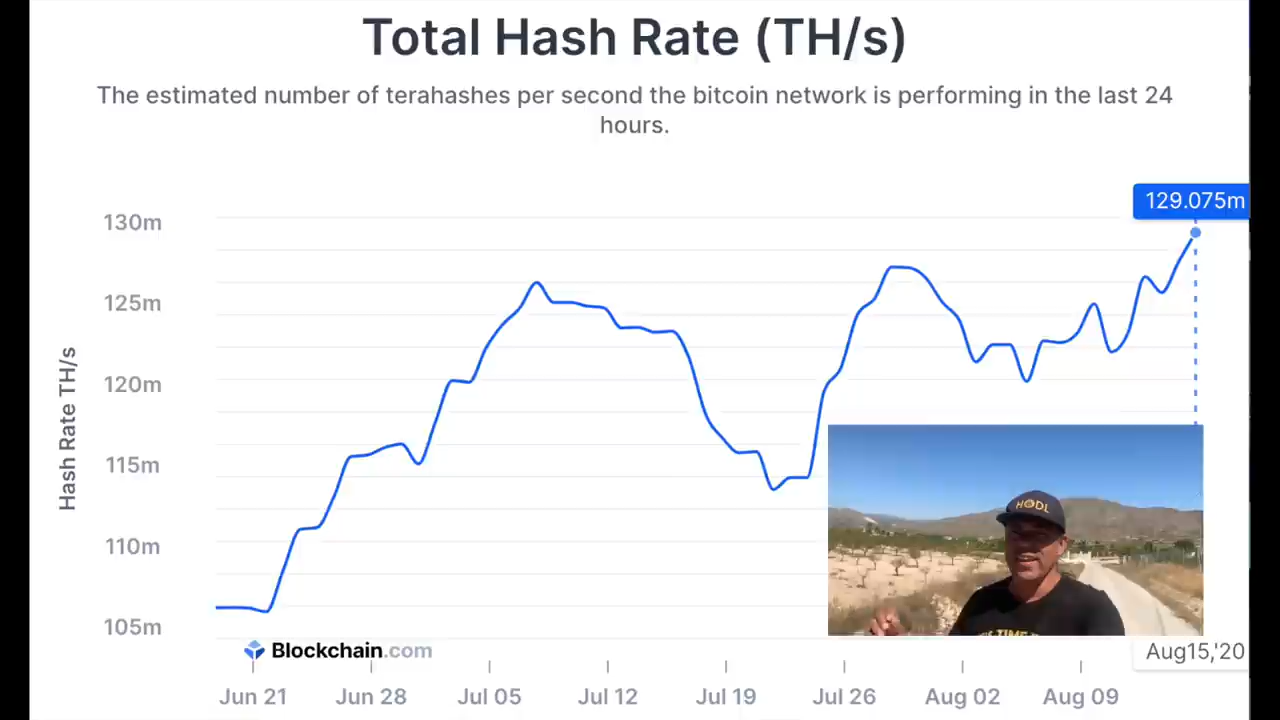 Total Hash Rate (TH/s)
The estimated number of terahashes per second the bitcoin network is performing in the last 24
hours.
129.075m
130m
125m
120m
115m
110m
105m
Hash Rate TH/s
HODL
TIME
Blockchain.com
Aug15,'20
Jun 21
Jun 28
Jul 05
Jul 12
Jul 19
Jul 26
Aug 02
Aug 09